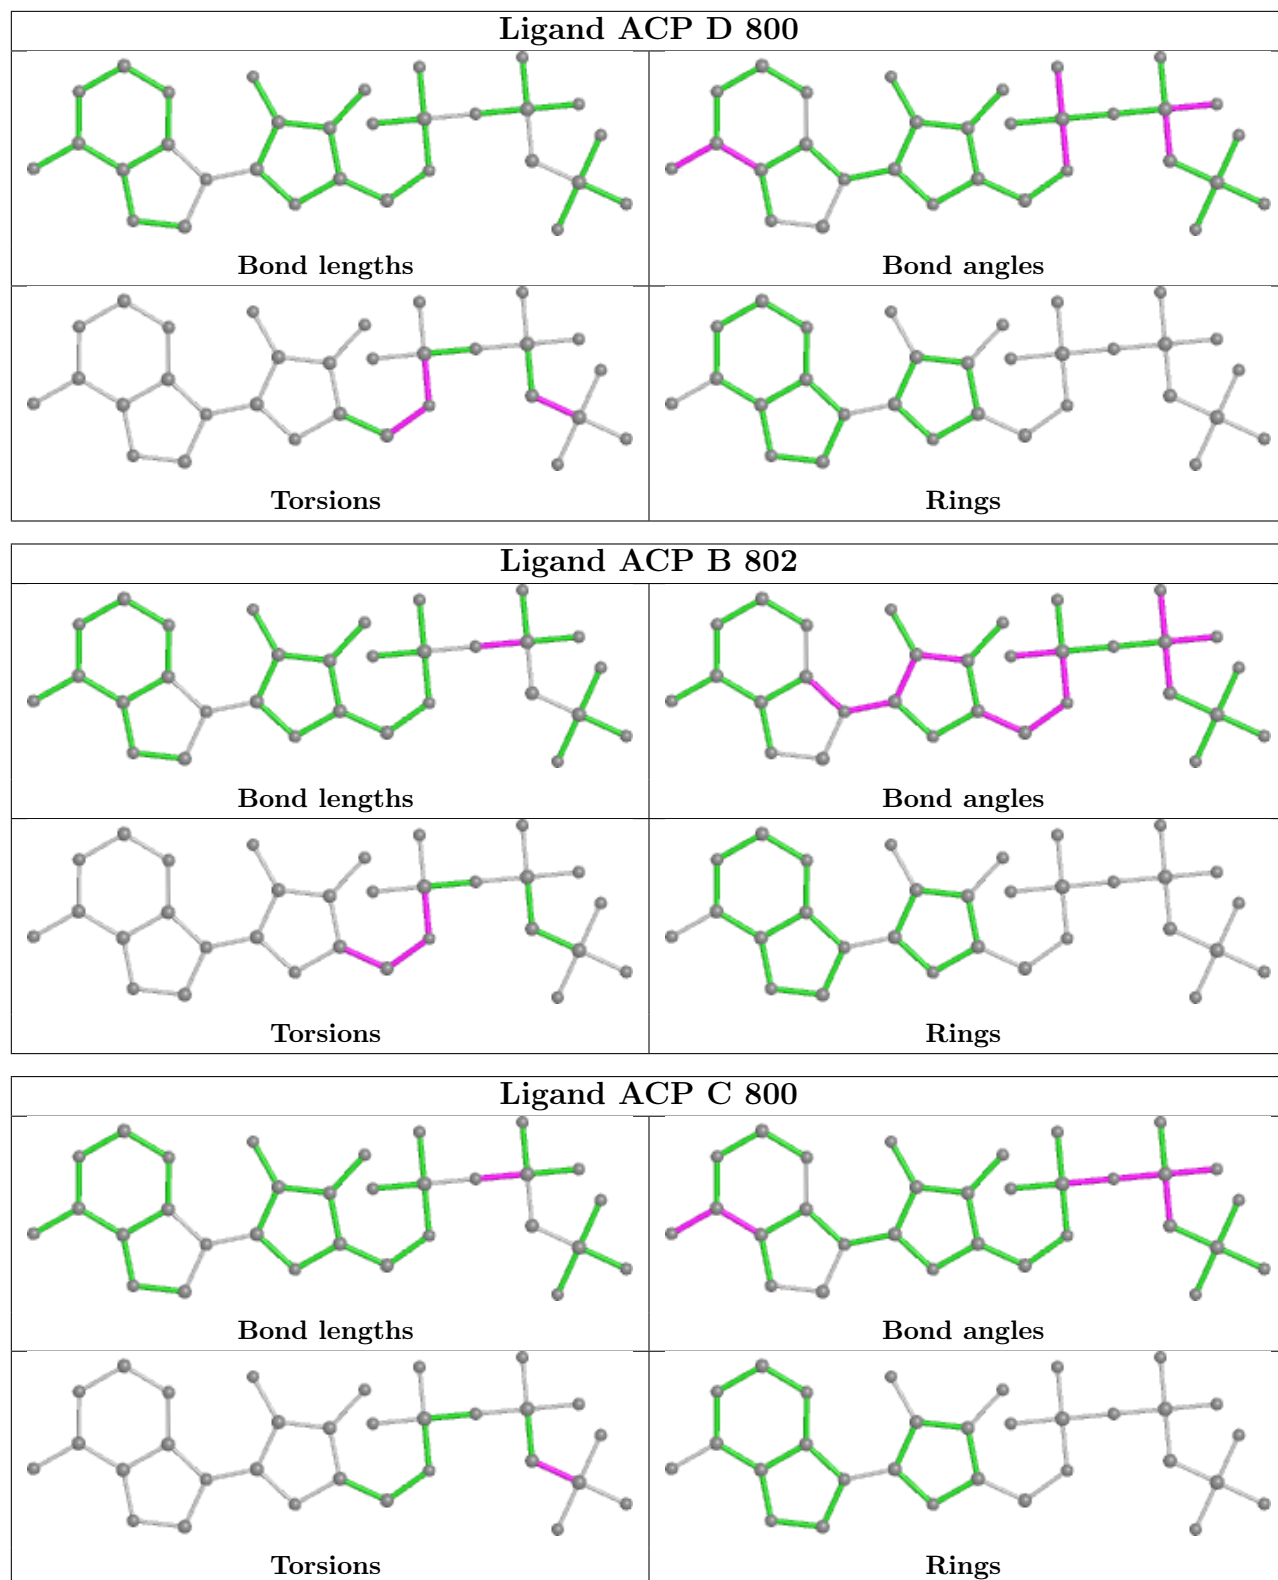 Ligand ACP D 800
Bond lengths
Bond angles
Torsions
Rings
Ligand ACP B 802
Bond lengths
Bond angles
Torsions
Rings
Ligand ACP C 800
Bond lengths
Bond angles
Torsions
Rings